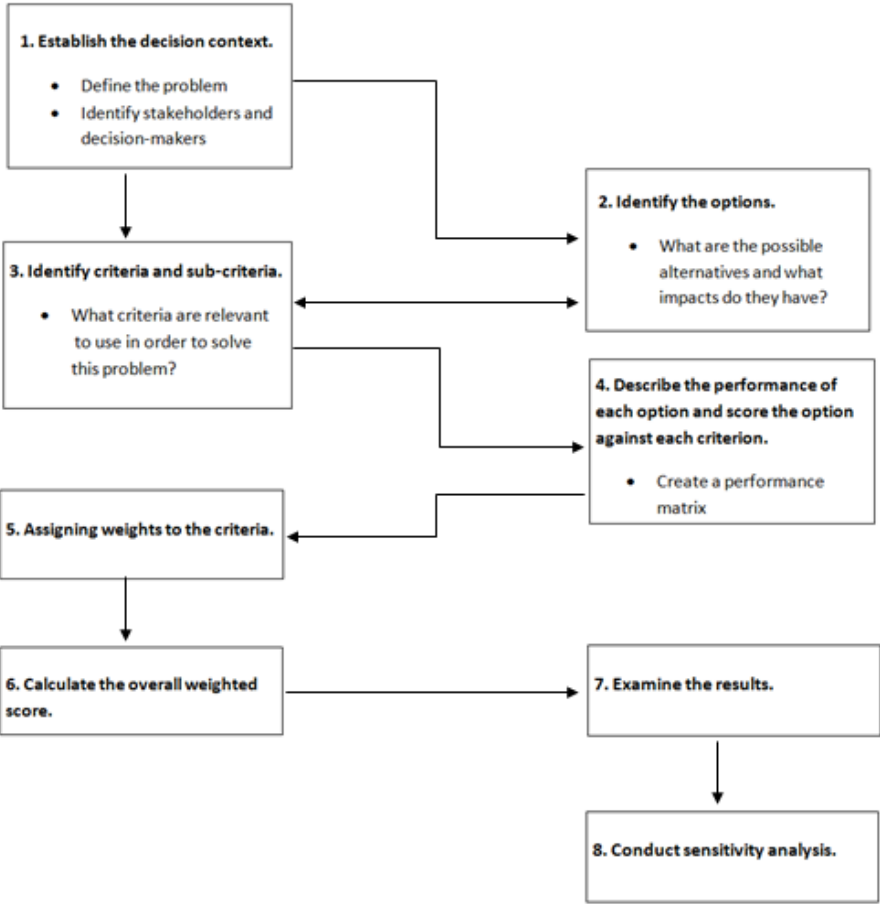 1. Establish the decision context.
• Define the problem
• Identify stakeholders and
decision-makers
2. Identify the options.
• What are the possible
alternatives and what
impacts do they have?
3. Identify criteria and sub-criteria.
• What criteria are relevant
to use in order to solve
this problem?
4. Describe the performance of
each option and score the option
against each criterion.
• Create a performance
matrix
5. Assigning weights to the criteria.
6. Calculate the overall weighted
score.
7. Examine the results.
8. Conduct sensitivity analysis.